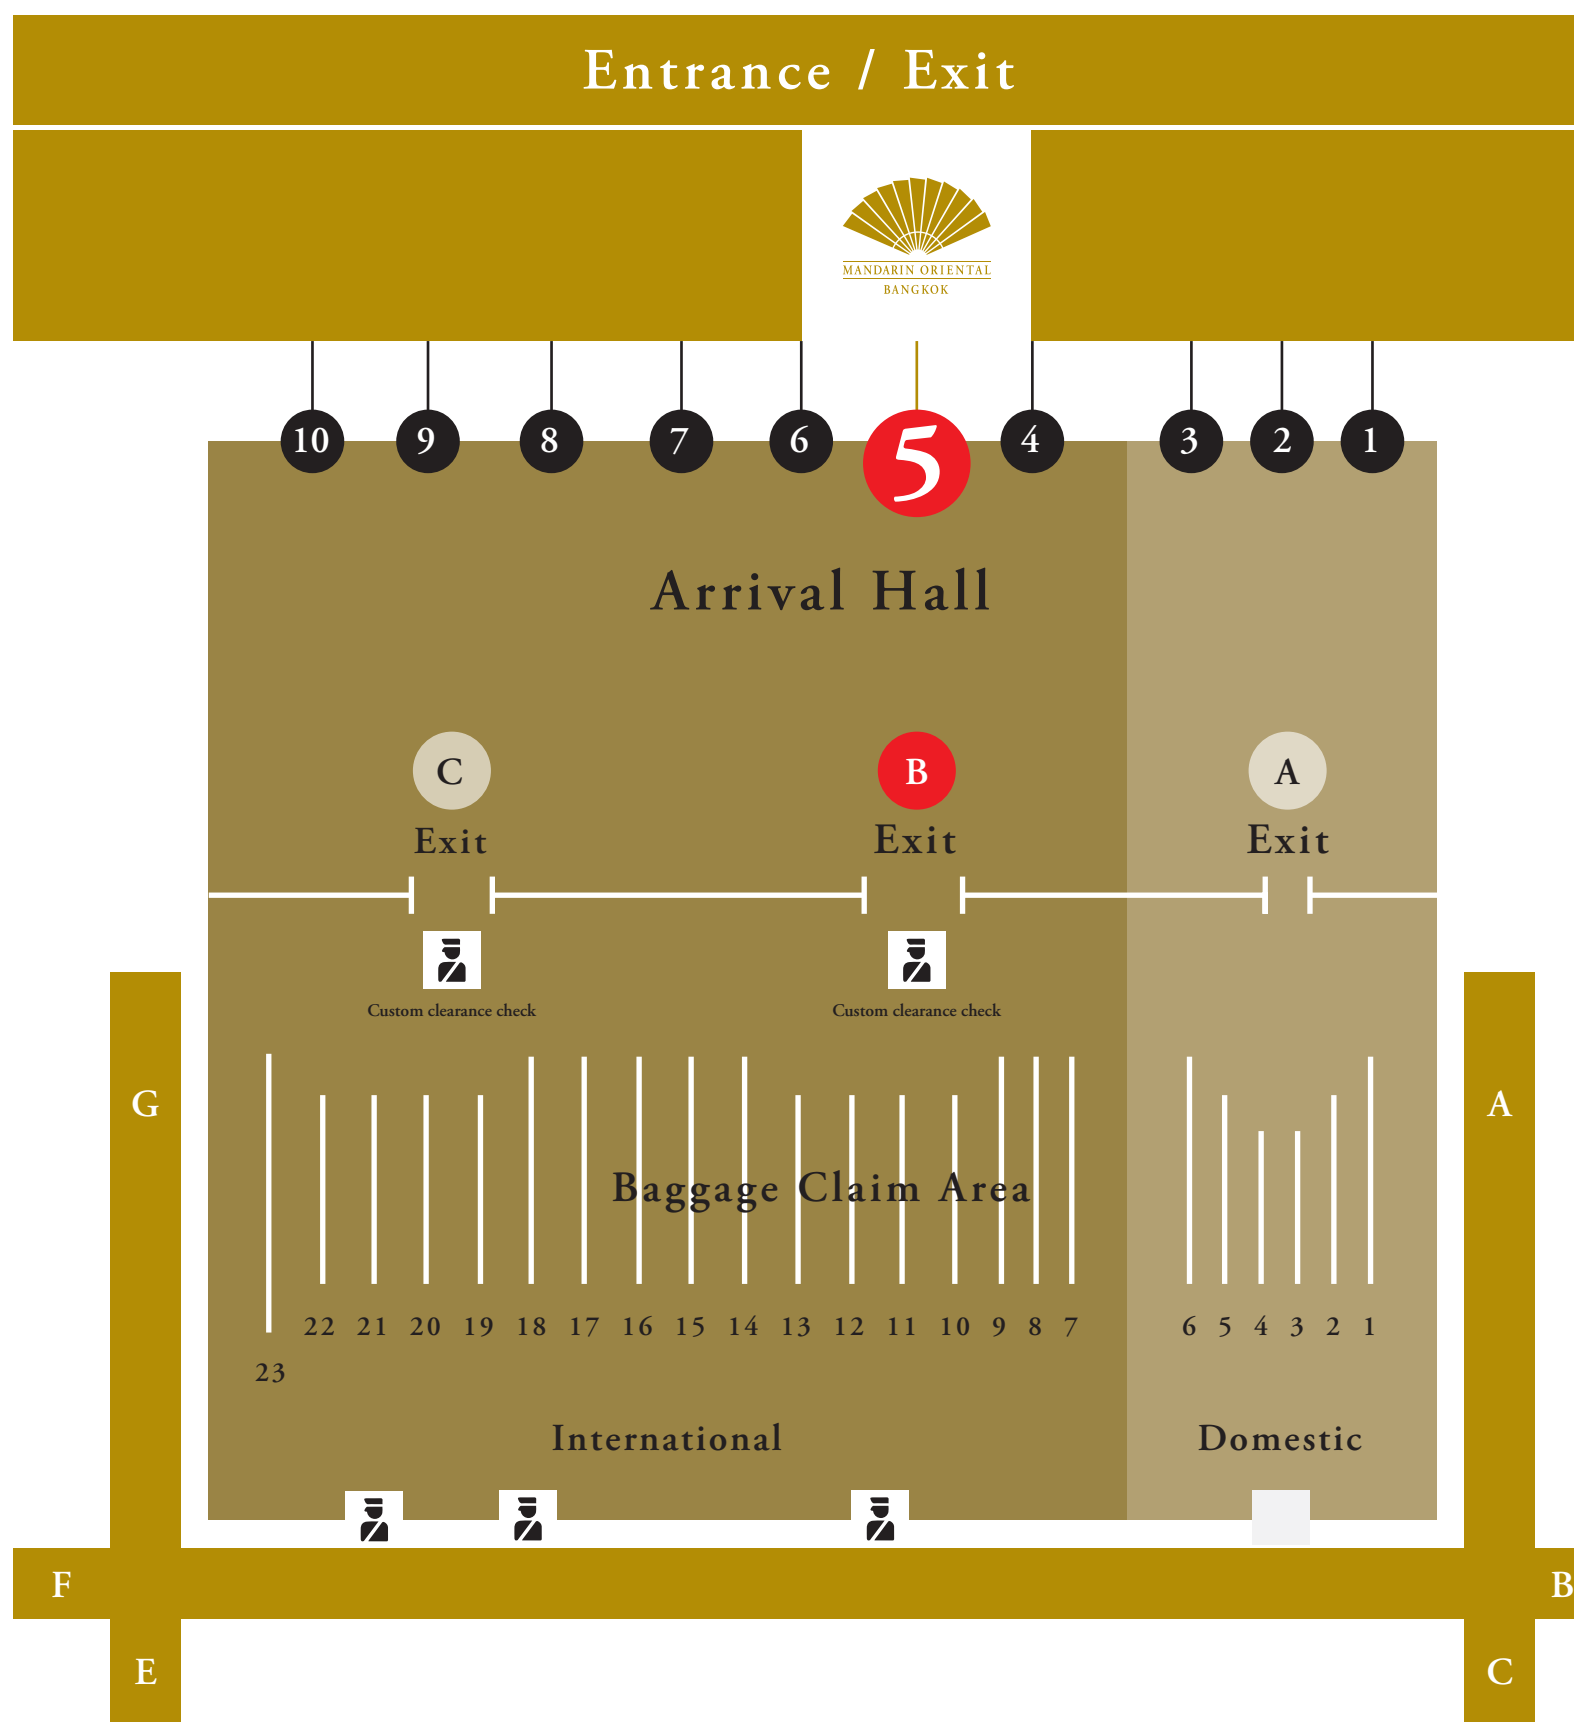 Entrance / Exit
MANDARIN ORIENTAL
BANGKOK
10 9 8 7 6 5 4 3 2 1
Arrival Hall
C B A
Exit Exit Exit
Custom clearance check Custom clearance check
G A
Baggage Claim Area
22 21 20 19 18 17 16 15 14 13 12 11 10 9 8 7 6 5 4 3 2 1
23
International Domestic
F B
E C